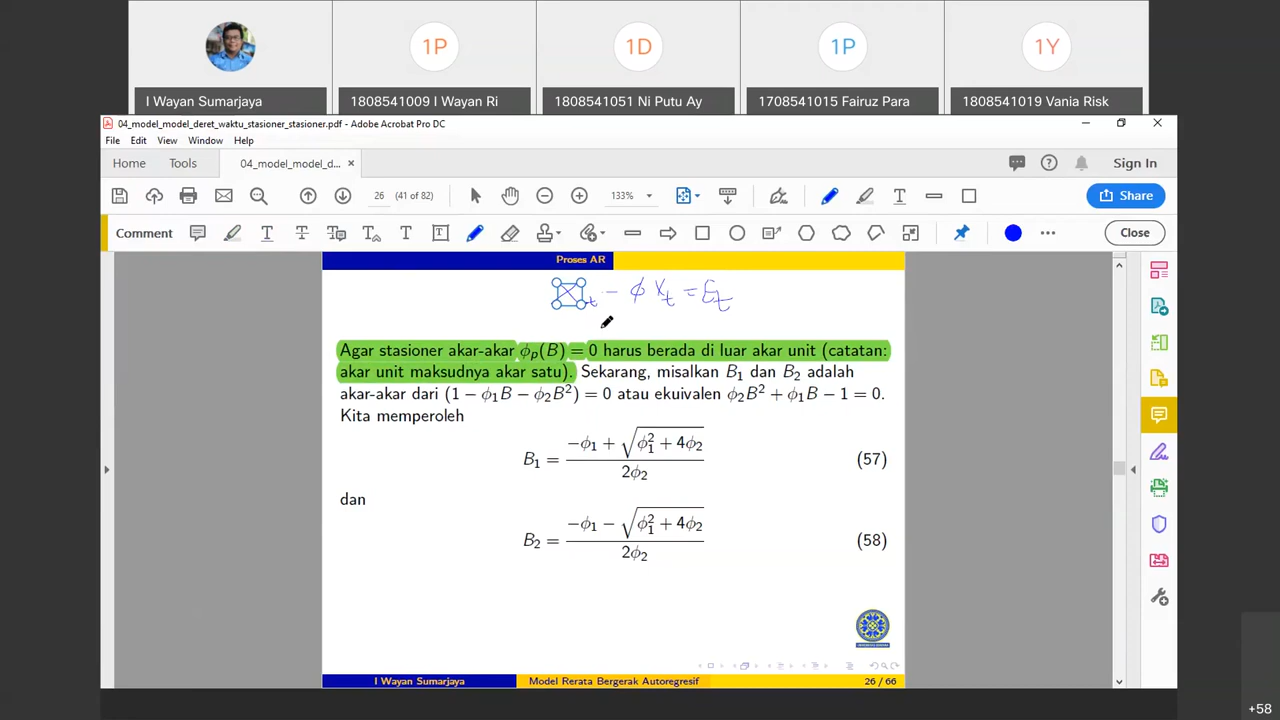 1P
1D
1P
1Y
I Wayan Sumarjaya
1808541009 I Wayan Ri
1808541051 Ni Putu Ay
1708541015 Fairuz Para
1808541019 Vania Risk
04_model_model_deret_waktu_stasioner_stasioner.pdf - Adobe Acrobat Pro DC
File Edit View Window Help
Home Tools 04_model_model_d... × Sign In
26 (41 of 82) 133% Share
Comment Close
Proses AR
t − ϕ X_t = E_t
Agar stasioner akar-akar ϕ_p(B) = 0 harus berada di luar akar unit (catatan:
akar unit maksudnya akar satu). Sekarang, misalkan B_1 dan B_2 adalah
akar-akar dari (1 − ϕ_1B − ϕ_2B^2) = 0 atau ekuivalen ϕ_2B^2 + ϕ_1B − 1 = 0.
Kita memperoleh
B_1 = (−ϕ_1 + √(ϕ_1^2 + 4ϕ_2)) / (2ϕ_2) (57)
dan
B_2 = (−ϕ_1 − √(ϕ_1^2 + 4ϕ_2)) / (2ϕ_2) (58)
I Wayan Sumarjaya Model Rerata Bergerak Autoregresif 26 / 66
+58